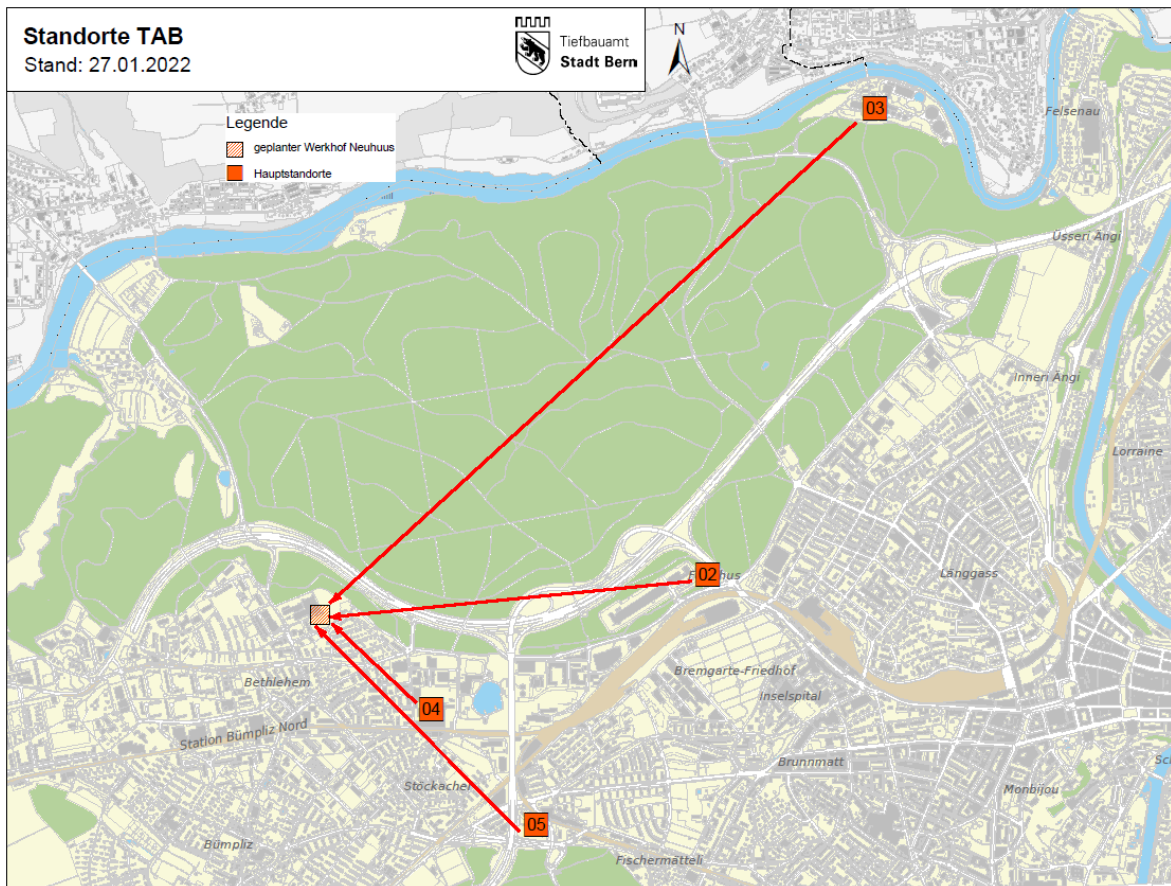 Standorte TAB
Stand: 27.01.2022
Tiefbauamt
Stadt Bern
N
Legende
geplanter Werkhof Neuhuus
Hauptstandorte
03
Felsenau
Üsseri Ängi
Inneri Ängi
Lorraine
02
Länggass
Bremgarte-Friedhof
Inselspital
Bethlehem
04
Station Bümpliz Nord
Stöckacher
Brunnmatt
Monbijou
05
Bümpliz
Fischermätteli